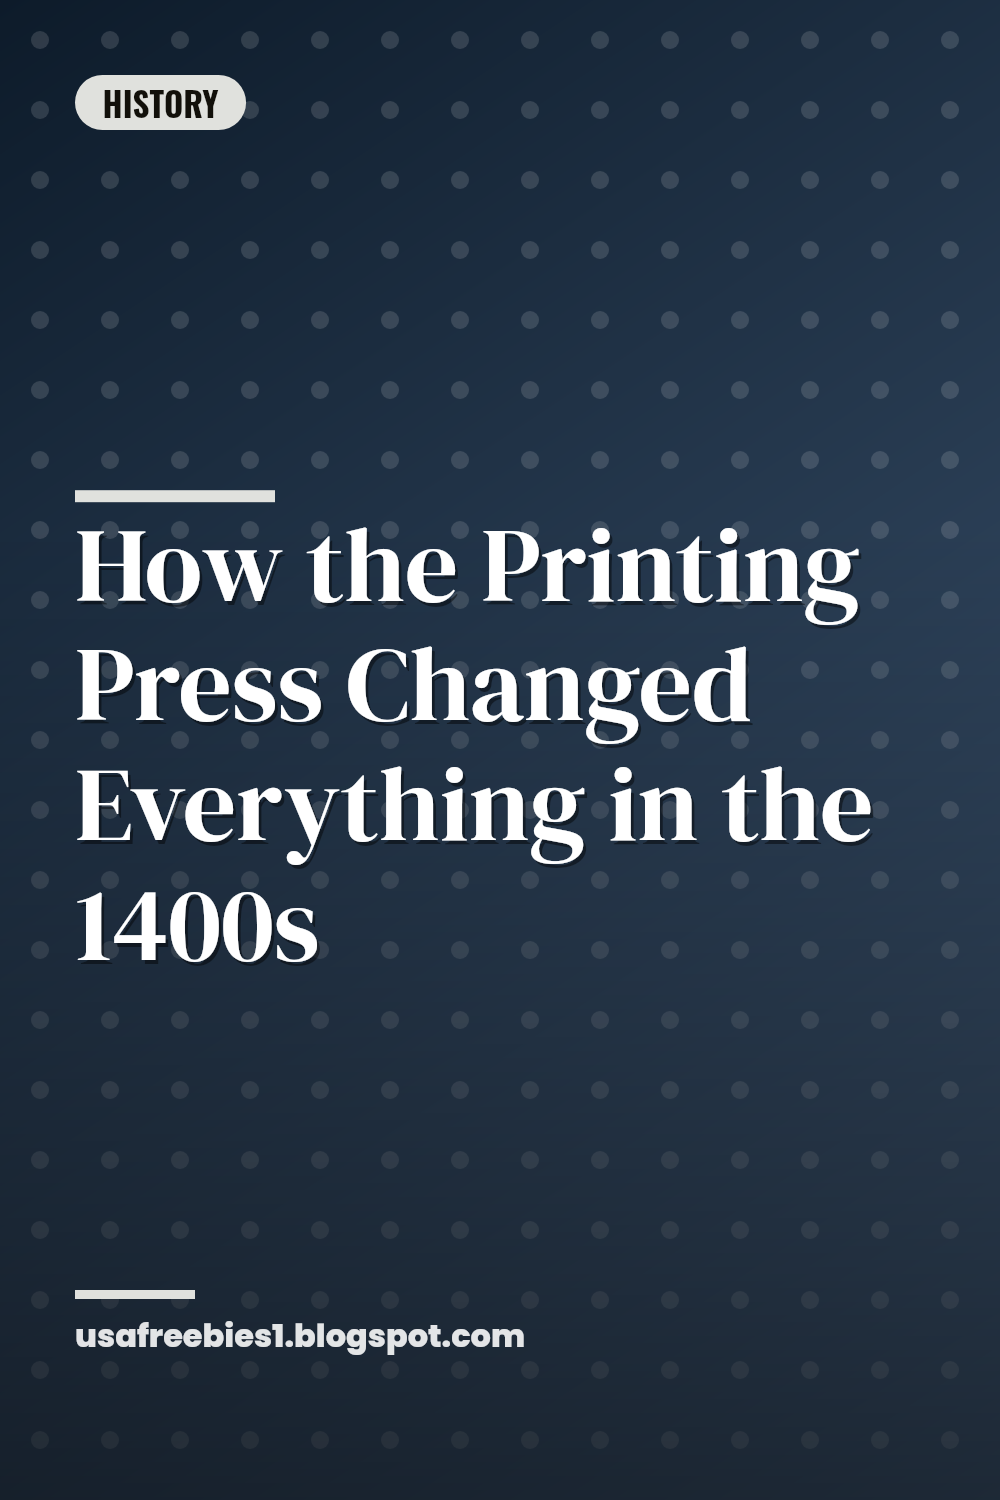 HISTORY
How the Printing
Press Changed
Everything in the
1400s
usafreebies1.blogspot.com